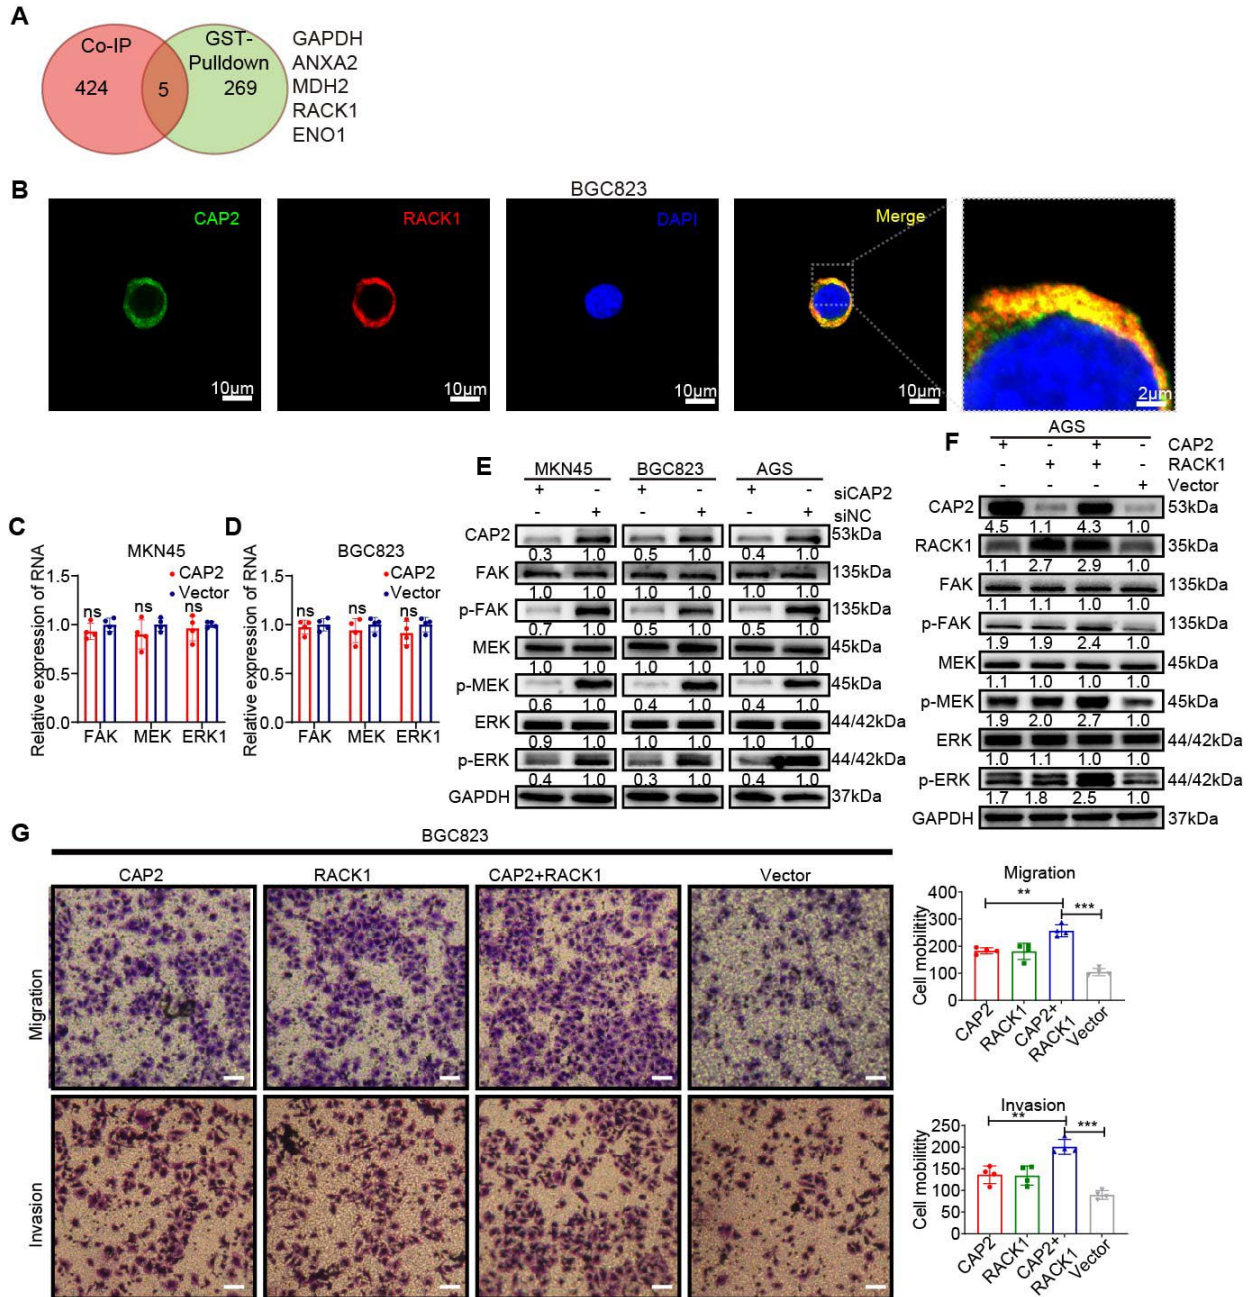 A
Co-IP
GST-
Pulldown
424
5
269
GAPDH
ANXA2
MDH2
RACK1
ENO1
B
BGC823
CAP2
RACK1
DAPI
Merge
10μm
10μm
10μm
10μm
2μm
C
MKN45
CAP2
Vector
Relative expression of RNA
1.5
1.0
0.5
0.0
ns
ns
ns
FAK MEK ERK1
D
BGC823
CAP2
Vector
Relative expression of RNA
1.5
1.0
0.5
0.0
ns
ns
ns
FAK MEK ERK1
E
MKN45 BGC823 AGS
+ - + - + - siCAP2
- + - + - + siNC
CAP2 53kDa
0.3 1.0 0.5 1.0 0.4 1.0
FAK 135kDa
1.0 1.0 1.0 1.0 1.0 1.0
p-FAK 135kDa
0.7 1.0 0.5 1.0 0.5 1.0
MEK 45kDa
1.0 1.0 1.0 1.0 1.0 1.0
p-MEK 45kDa
0.6 1.0 0.4 1.0 0.4 1.0
ERK 44/42kDa
0.9 1.0 1.0 1.0 1.0 1.0
p-ERK 44/42kDa
0.4 1.0 0.3 1.0 0.4 1.0
GAPDH 37kDa
F
AGS
+ - + - CAP2
- + + - RACK1
- - - + Vector
CAP2 53kDa
4.5 1.1 4.3 1.0
RACK1 35kDa
1.1 2.7 2.9 1.0
FAK 135kDa
1.1 1.1 1.0 1.0
p-FAK 135kDa
1.9 1.9 2.4 1.0
MEK 45kDa
1.1 1.0 1.0 1.0
p-MEK 45kDa
1.9 2.0 2.7 1.0
ERK 44/42kDa
1.0 1.1 1.0 1.0
p-ERK 44/42kDa
1.7 1.8 2.5 1.0
GAPDH 37kDa
G
BGC823
CAP2 RACK1 CAP2+RACK1 Vector
Migration
Invasion
Migration
Cell mobilitity
400
300
200
100
0
**
***
CAP2
RACK1
CAP2+
RACK1
Vector
Invasion
Cell mobility
250
200
150
100
50
0
**
***
CAP2
RACK1
CAP2+
RACK1
Vector